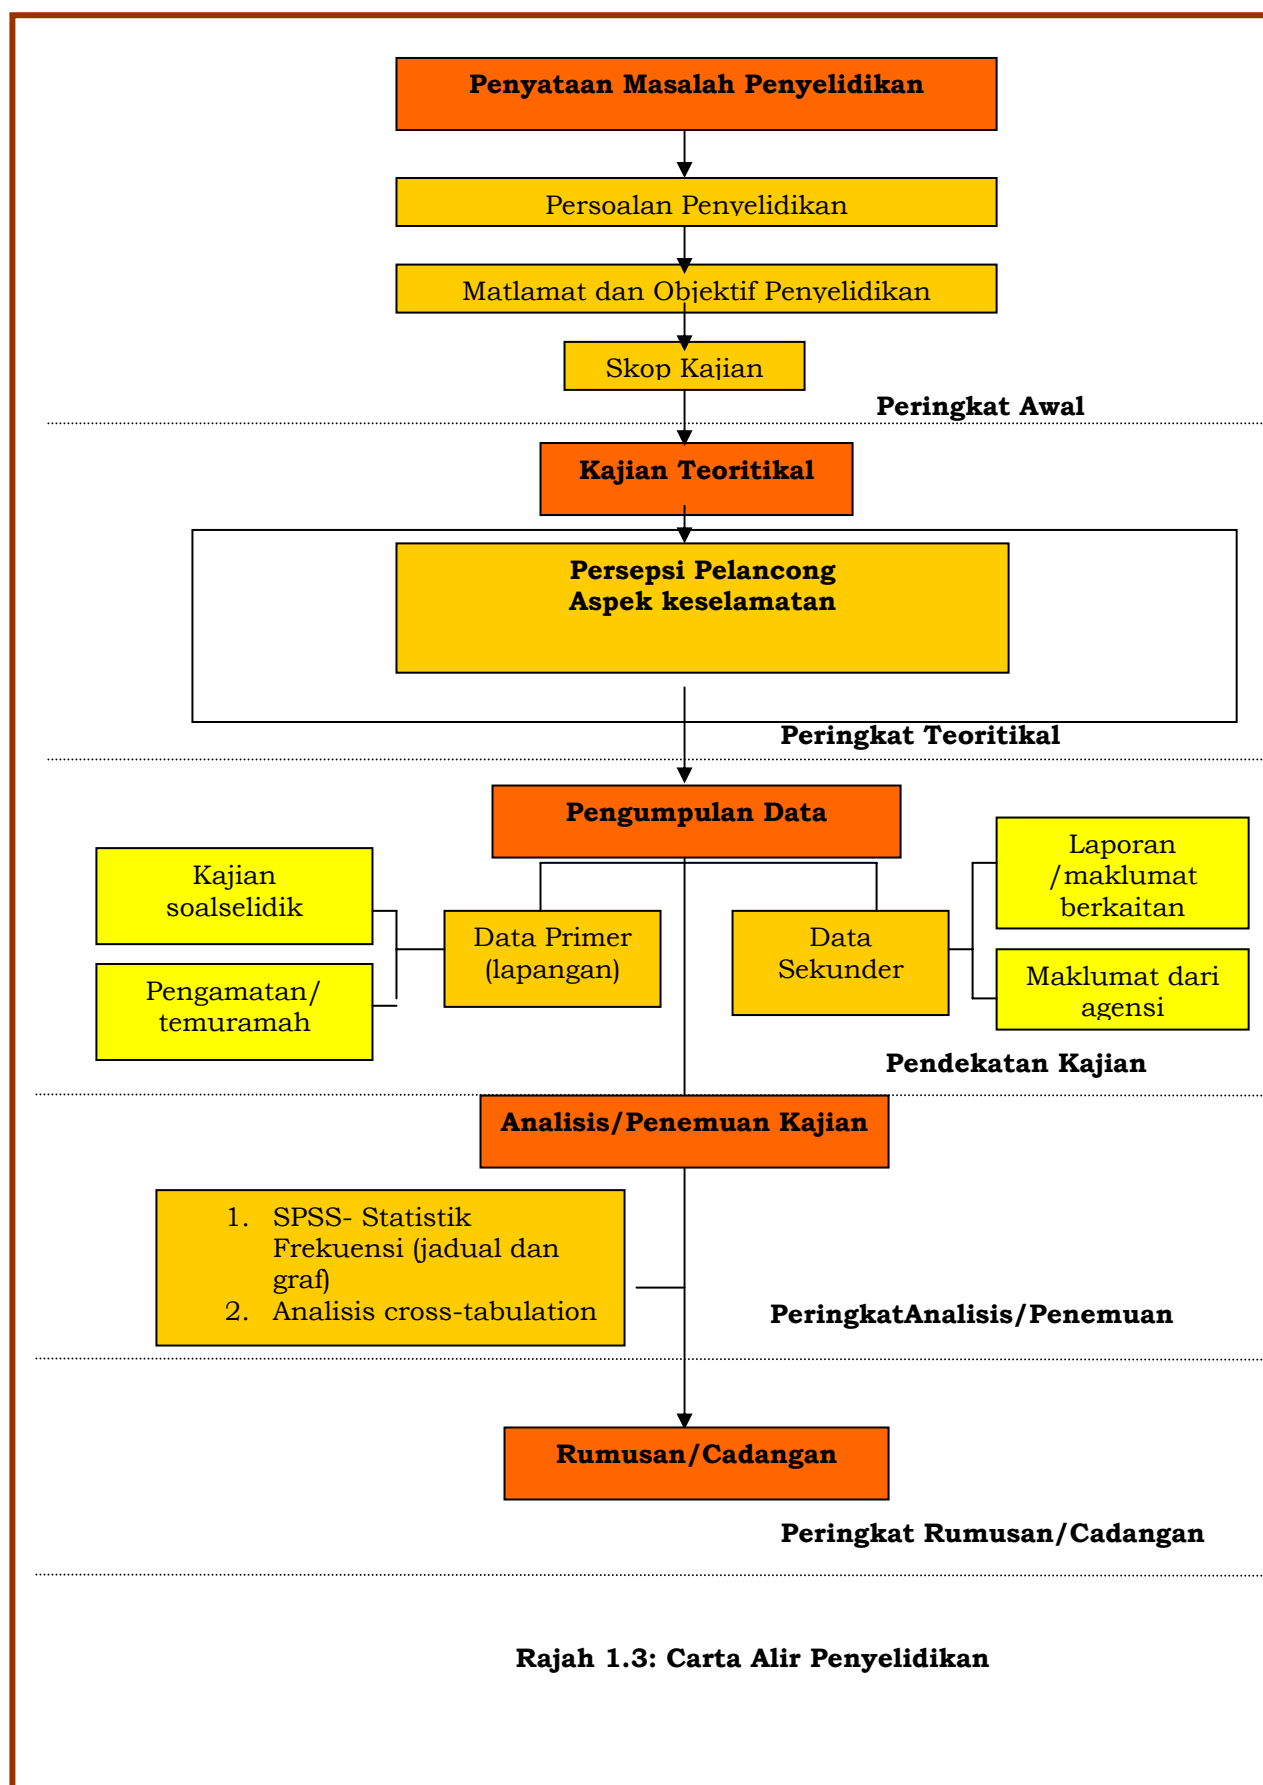 Penyataan Masalah Penyelidikan
Persoalan Penyelidikan
Matlamat dan Objektif Penyelidikan
Skop Kajian
Peringkat Awal
Kajian Teoritikal
Persepsi Pelancong
Aspek keselamatan
Peringkat Teoritikal
Pengumpulan Data
Kajian
soalselidik
Pengamatan/
temuramah
Data Primer
(lapangan)
Data
Sekunder
Laporan
/maklumat
berkaitan
Maklumat dari
agensi
Pendekatan Kajian
Analisis/Penemuan Kajian
1. SPSS- Statistik
Frekuensi (jadual dan
graf)
2. Analisis cross-tabulation
PeringkatAnalisis/Penemuan
Rumusan/Cadangan
Peringkat Rumusan/Cadangan
Rajah 1.3: Carta Alir Penyelidikan